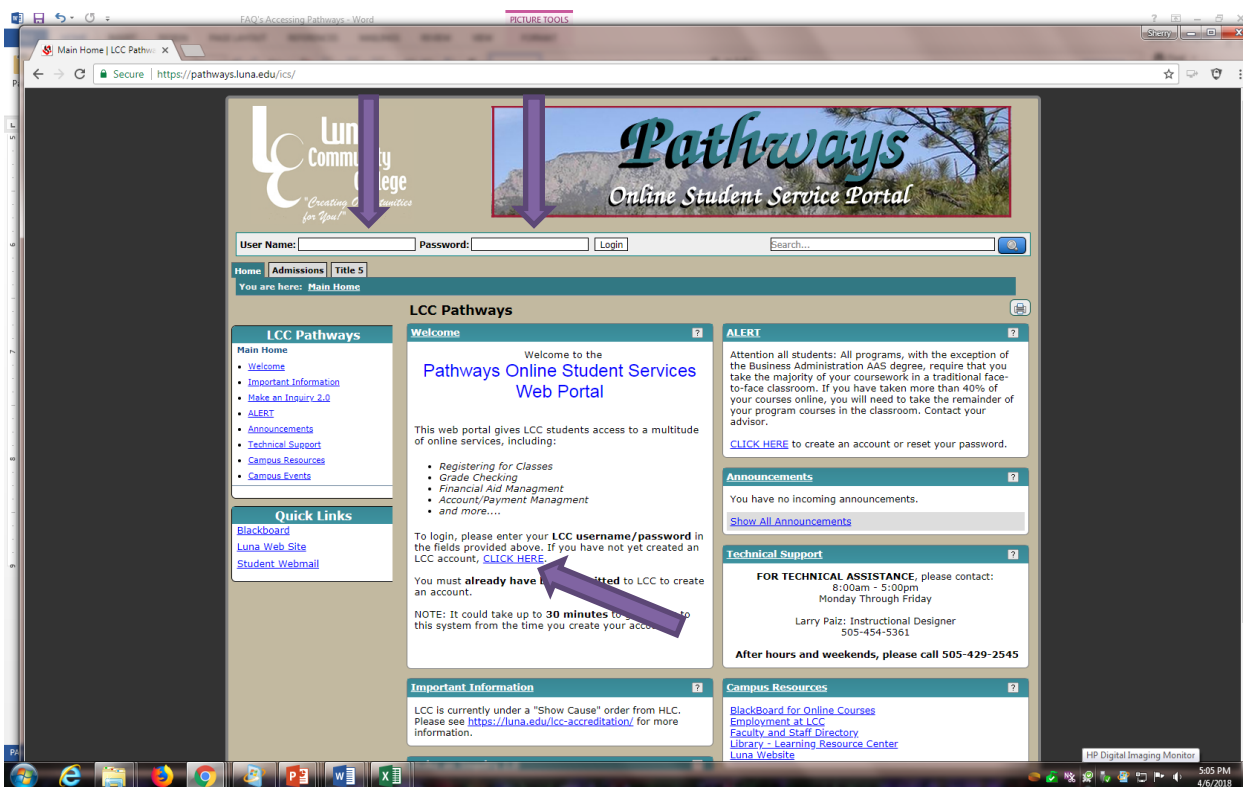 FAQ's Accessing Pathways - Word
PICTURE TOOLS
Sherry
Main Home | LCC Pathw
Secure | https://pathways.luna.edu/ics/
Luna
Community
College
"Creating Opportunities
for You!"
Pathways
Online Student Service Portal
User Name: Password: Login Search...
Home Admissions Title 5
You are here: Main Home
LCC Pathways
LCC Pathways
Main Home
• Welcome
• Important Information
• Make an Inquiry 2.0
• ALERT
• Announcements
• Technical Support
• Campus Resources
• Campus Events
Quick Links
Blackboard
Luna Web Site
Student Webmail
Welcome ?
Welcome to the
Pathways Online Student Services
Web Portal
This web portal gives LCC students access to a multitude
of online services, including:
• Registering for Classes
• Grade Checking
• Financial Aid Managment
• Account/Payment Managment
• and more....
To login, please enter your LCC username/password in
the fields provided above. If you have not yet created an
LCC account, CLICK HERE.
You must already have been admitted to LCC to create
an account.
NOTE: It could take up to 30 minutes to to
this system from the time you create your account
Important Information ?
LCC is currently under a "Show Cause" order from HLC.
Please see https://luna.edu/lcc-accreditation/ for more
information.
ALERT ?
Attention all students: All programs, with the exception of
the Business Administration AAS degree, require that you
take the majority of your coursework in a traditional face-
to-face classroom. If you have taken more than 40% of
your courses online, you will need to take the remainder of
your program courses in the classroom. Contact your
advisor.
CLICK HERE to create an account or reset your password.
Announcements ?
You have no incoming announcements.
Show All Announcements
Technical Support ?
FOR TECHNICAL ASSISTANCE, please contact:
8:00am - 5:00pm
Monday Through Friday
Larry Paiz: Instructional Designer
505-454-5361
After hours and weekends, please call 505-429-2545
Campus Resources ?
BlackBoard for Online Courses
Employment at LCC
Faculty and Staff Directory
Library - Learning Resource Center
Luna Website
HP Digital Imaging Monitor
5:05 PM
4/6/2018